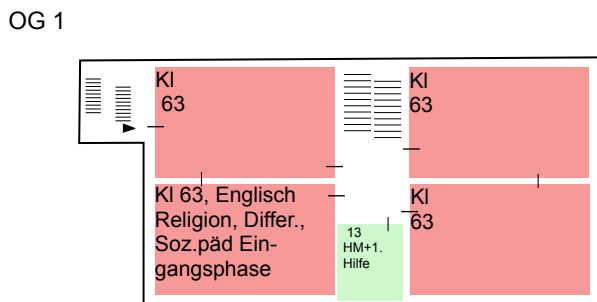 OG 1
Kl
63
Kl
63
Kl 63, Englisch
Religion, Differ.,
Soz.päd Ein-
gangsphase
13
HM+1.
Hilfe
Kl
63